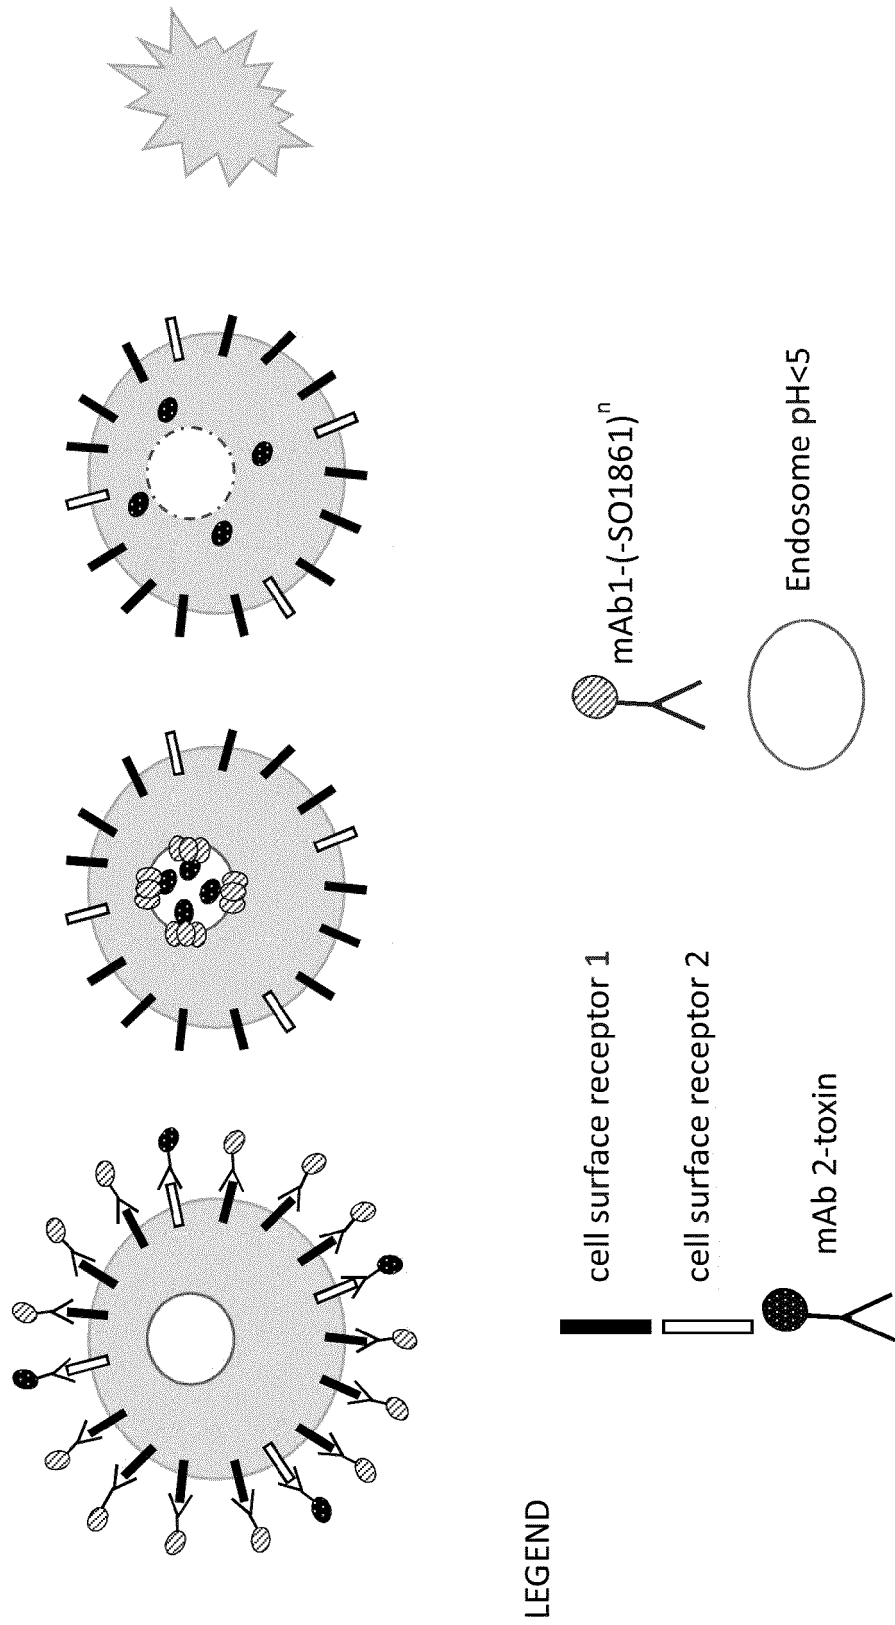 LEGEND
cell surface receptor 1
cell surface receptor 2
mAb 2-toxin
mAb1-(-SO1861)ⁿ
Endosome pH<5